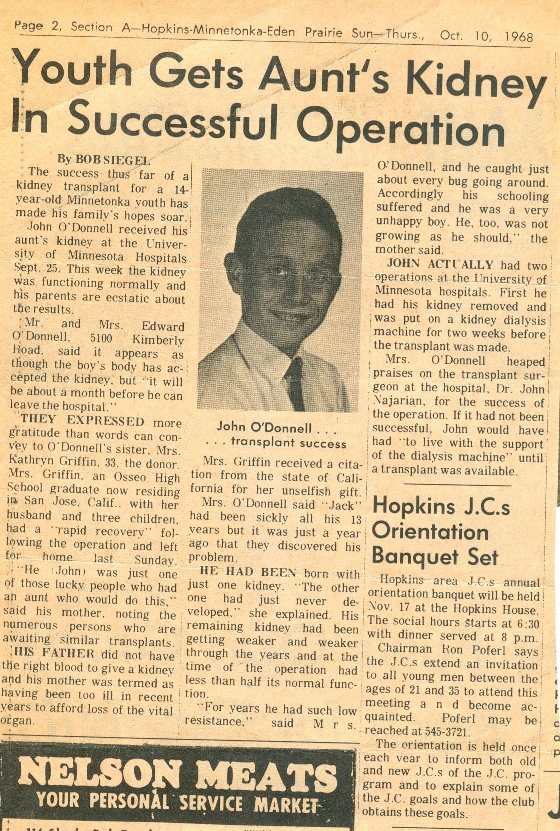 Page 2, Section A—Hopkins-Minnetonka-Eden Prairie Sun—Thurs., Oct. 10, 1968
Youth Gets Aunt's Kidney
In Successful Operation
By BOB SIEGEL
The success thus far of a
kidney transplant for a 14-
year-old Minnetonka youth has
made his family's hopes soar.
John O'Donnell received his
aunt's kidney at the Univer-
sity of Minnesota Hospitals
Sept. 25. This week the kidney
was functioning normally and
his parents are ecstatic about
the results.
Mr. and Mrs. Edward
O'Donnell, 5100 Kimberly
Road, said it appears as
though the boy's body has ac-
cepted the kidney, but "it will
be about a month before he can
leave the hospital."
THEY EXPRESSED more
gratitude than words can con-
vey to O'Donnell's sister, Mrs.
Kathryn Griffin, 33, the donor.
Mrs. Griffin, an Osseo High
School graduate now residing
in San Jose, Calif., with her
husband and three children,
had a "rapid recovery" fol-
lowing the operation and left
for home last Sunday.
"He (John) was just one
of those lucky people who had
an aunt who would do this,"
said his mother, noting the
numerous persons who are
awaiting similar transplants.
HIS FATHER did not have
the right blood to give a kidney
and his mother was termed as
having been too ill in recent
years to afford loss of the vital
organ.
John O'Donnell . . .
. . . transplant success
Mrs. Griffin received a cita-
tion from the state of Cali-
fornia for her unselfish gift.
Mrs. O'Donnell said "Jack"
had been sickly all his 13
years but it was just a year
ago that they discovered his
problem.
HE HAD BEEN born with
just one kidney. "The other
one had just never de-
veloped," she explained. His
remaining kidney had been
getting weaker and weaker
through the years and at the
time of the operation had
less than half its normal func-
tion.
"For years he had such low
resistance," said Mrs.
O'Donnell, and he caught just
about every bug going around.
Accordingly his schooling
suffered and he was a very
unhappy boy. He, too, was not
growing as he should," the
mother said.
JOHN ACTUALLY had two
operations at the University of
Minnesota hospitals. First he
had his kidney removed and
was put on a kidney dialysis
machine for two weeks before
the transplant was made.
Mrs. O'Donnell heaped
praises on the transplant sur-
geon at the hospital, Dr. John
Najarian, for the success of
the operation. If it had not been
successful, John would have
had "to live with the support
of the dialysis machine" until
a transplant was available.
Hopkins J.C.s
Orientation
Banquet Set
Hopkins area J.C.s annual
orientation banquet will be held
Nov. 17 at the Hopkins House.
The social hours starts at 6:30
with dinner served at 8 p.m.
Chairman Ron Poferl says
the J.C.s extend an invitation
to all young men between the
ages of 21 and 35 to attend this
meeting and become ac-
quainted. Poferl may be
reached at 545-3721.
The orientation is held once
each year to inform both old
and new J.C.s of the J.C. pro-
gram and to explain some of
the J.C. goals and how the club
obtains these goals.
NELSON MEATS
YOUR PERSONAL SERVICE MARKET